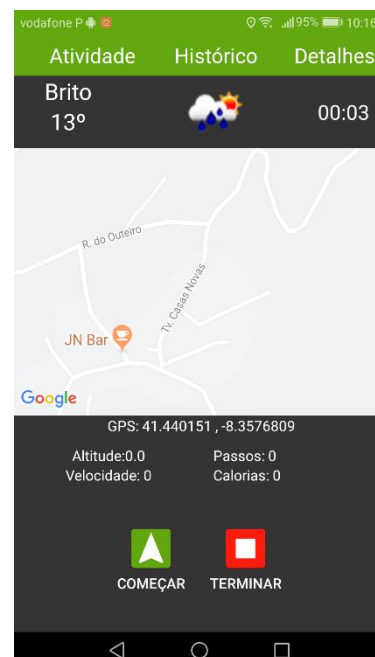 vodafone P 95% 10:16
Atividade Histórico Detalhes
Brito
13º
00:03
R. do Outeiro
Tv. Casas Novas
JN Bar
Google
GPS: 41.440151 , -8.3576809
Altitude:0.0 Passos: 0
Velocidade: 0 Calorias: 0
COMEÇAR TERMINAR